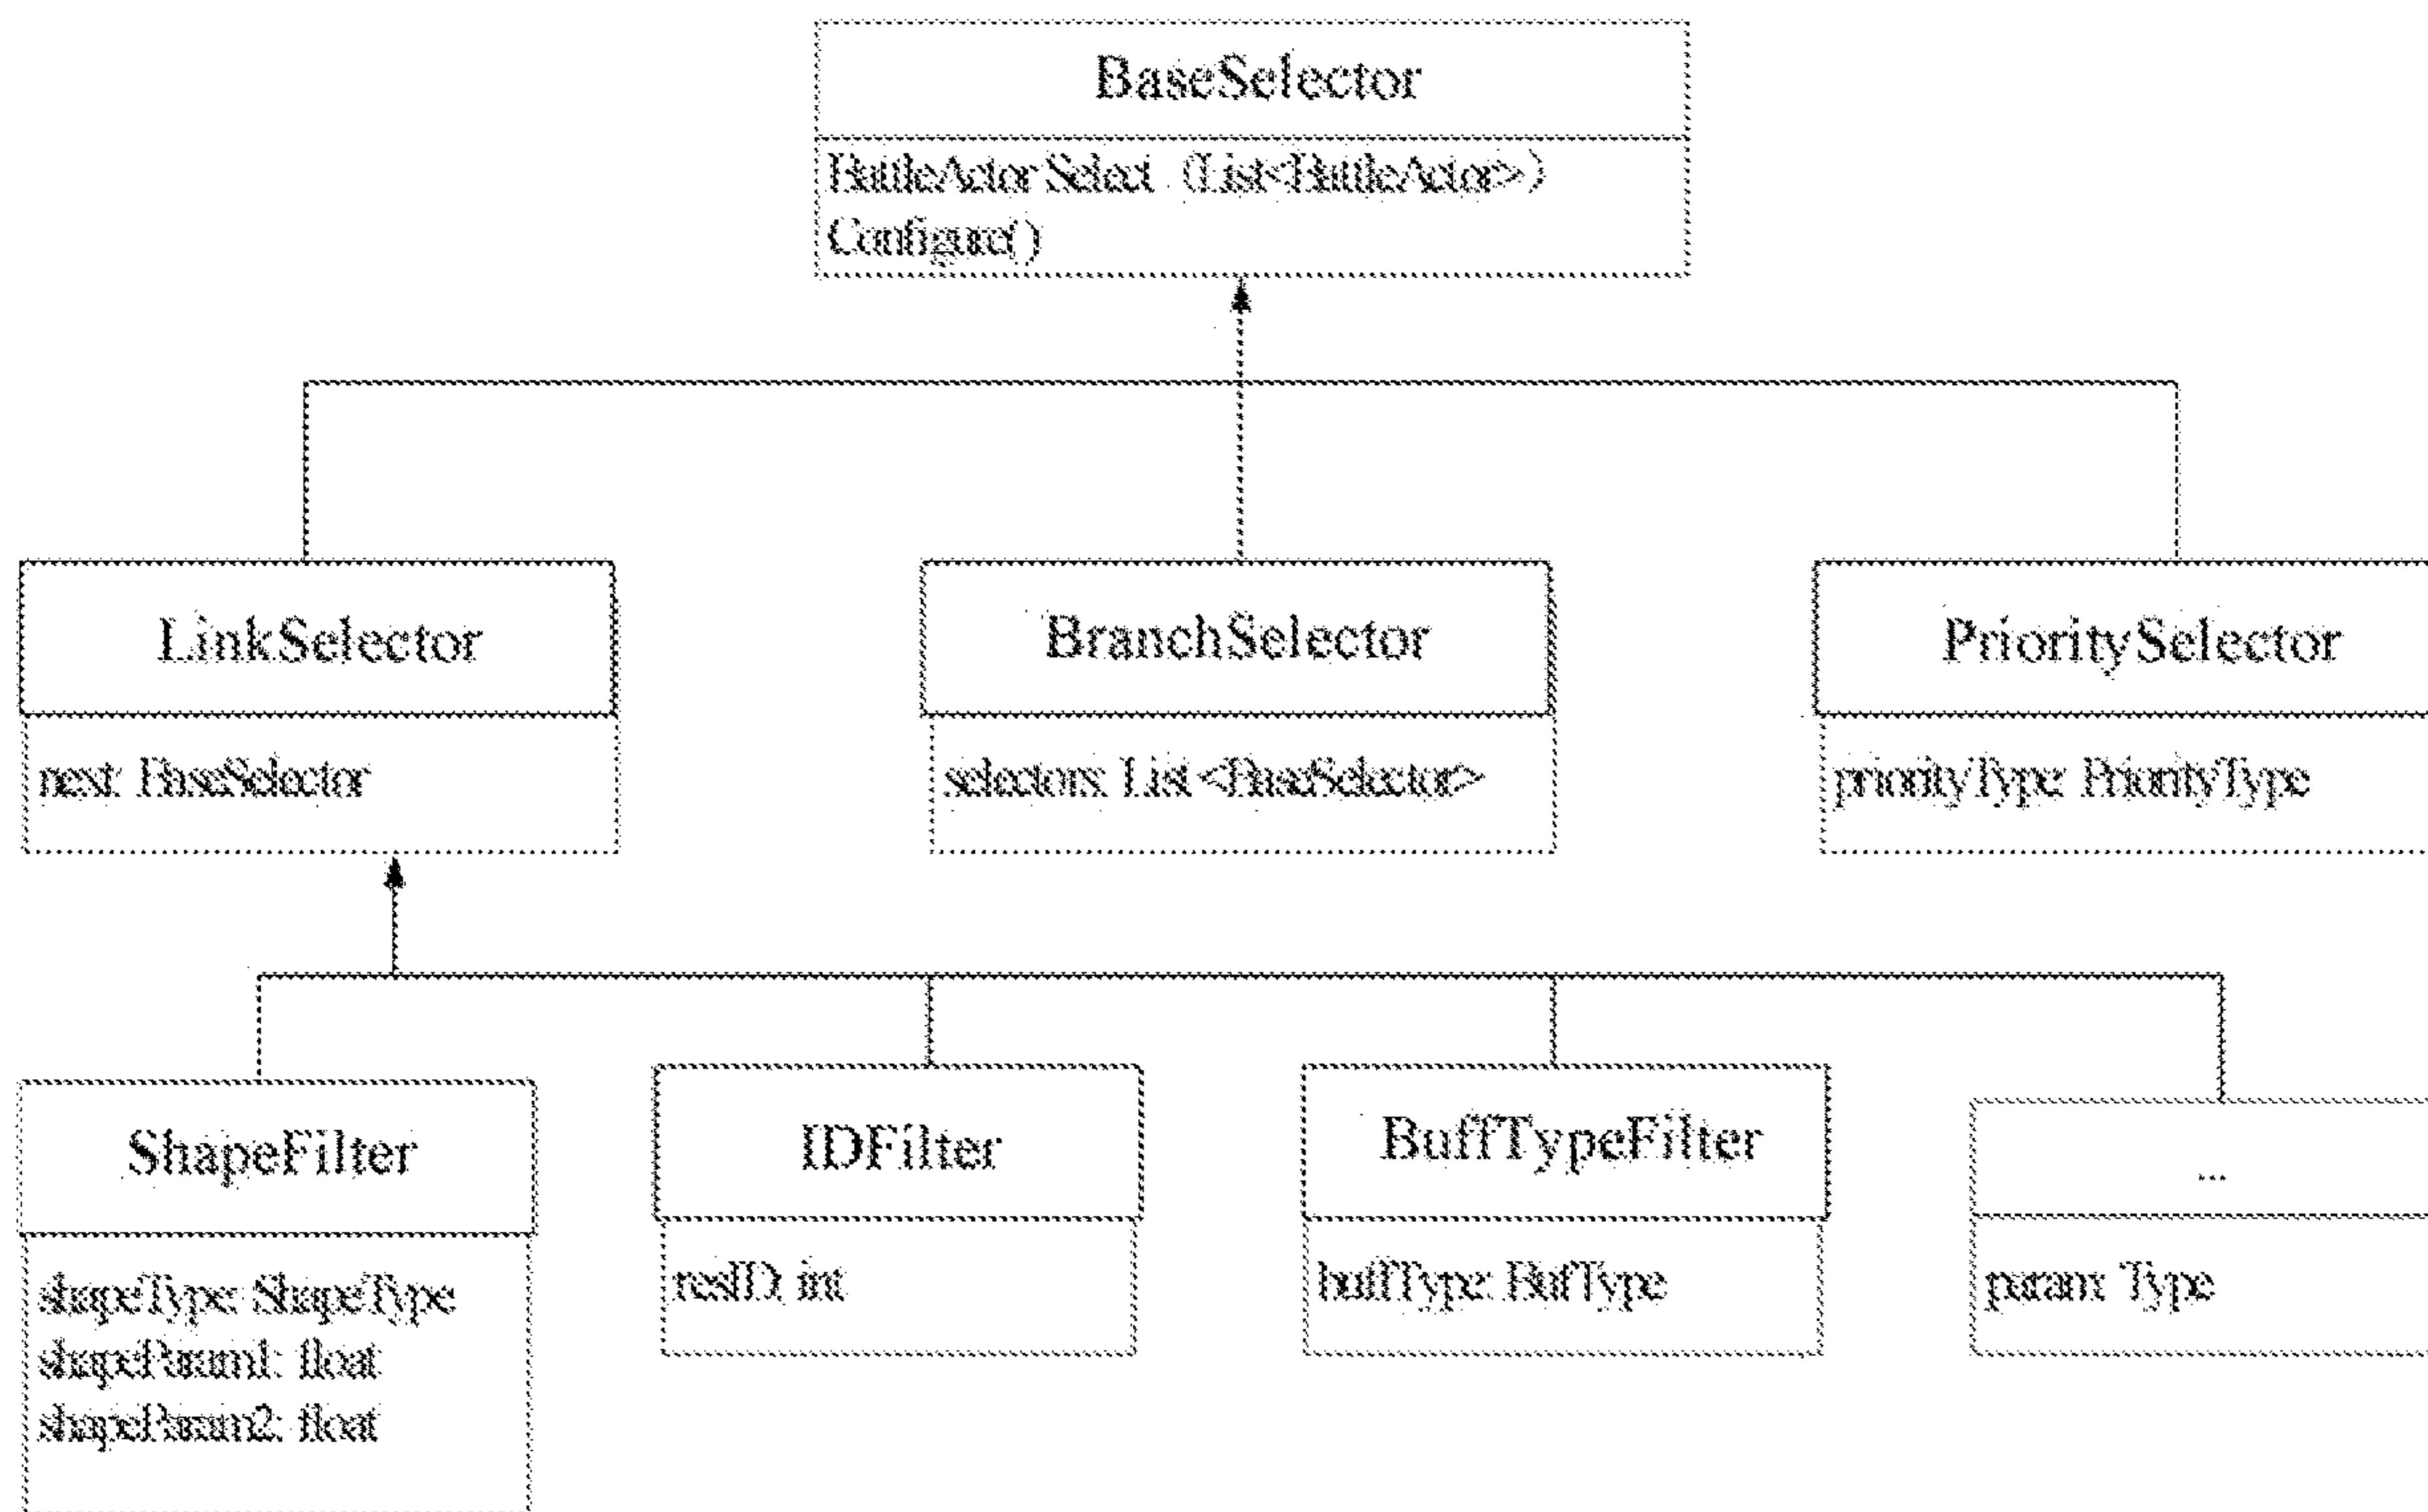 BaseSelector
BattleActor Select (List<BattleActor>)
Configure()
LinkSelector
BranchSelector
PrioritySelector
next: BaseSelector
selectors: List <BaseSelector>
priorityType: PriorityType
ShapeFilter
IDFilter
BuffTypeFilter
...
shapeType: ShapeType
shapeParam1: float
shapeParam2: float
resID: int
buffType: BufType
param: Type